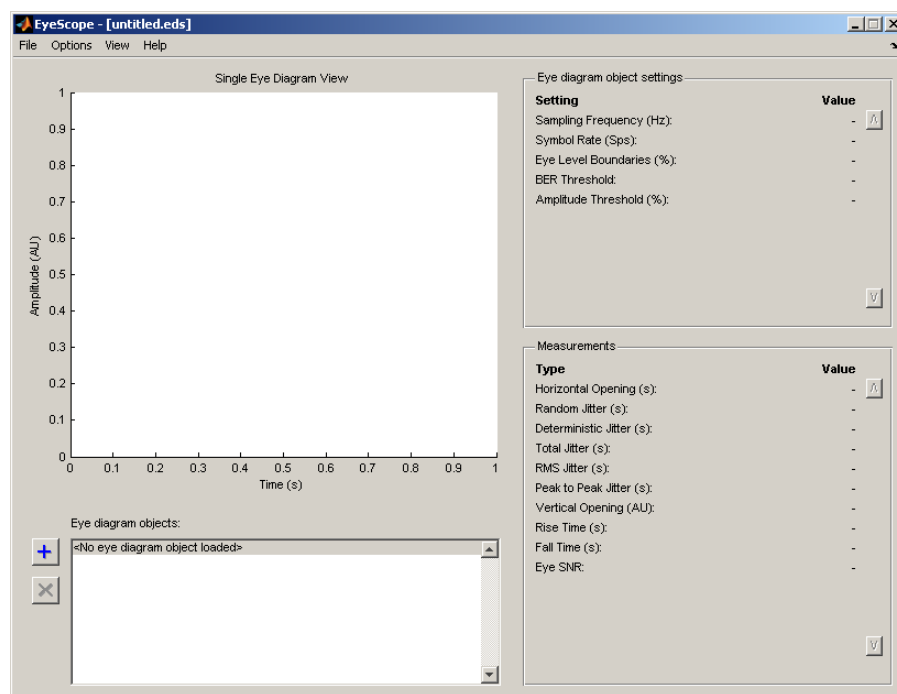 EyeScope - [untitled.eds]
File Options View Help
Single Eye Diagram View
1
0.9
0.8
0.7
0.6
0.5
0.4
0.3
0.2
0.1
0
Amplitude (AU)
0 0.1 0.2 0.3 0.4 0.5 0.6 0.7 0.8 0.9 1
Time (s)
Eye diagram objects:
<No eye diagram object loaded>
Eye diagram object settings
Setting Value
Sampling Frequency (Hz): -
Symbol Rate (Sps): -
Eye Level Boundaries (%): -
BER Threshold: -
Amplitude Threshold (%): -
Measurements
Type Value
Horizontal Opening (s): -
Random Jitter (s): -
Deterministic Jitter (s): -
Total Jitter (s): -
RMS Jitter (s): -
Peak to Peak Jitter (s): -
Vertical Opening (AU): -
Rise Time (s): -
Fall Time (s): -
Eye SNR: -